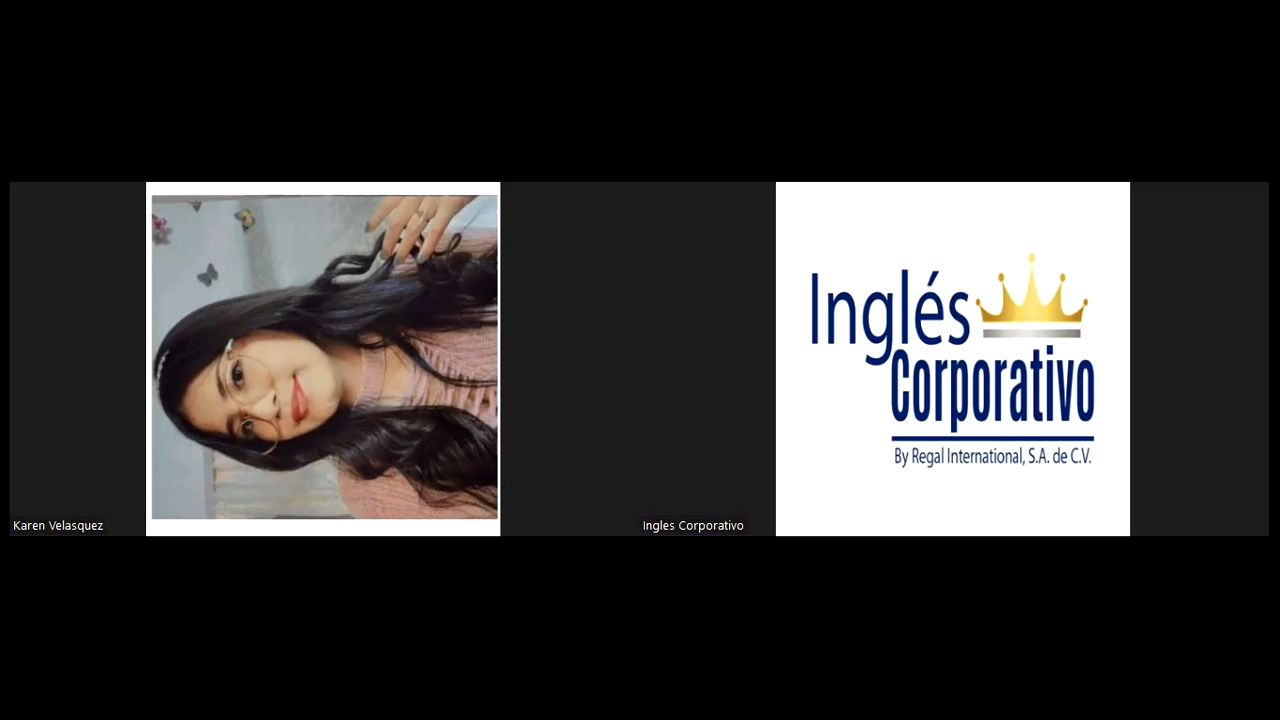 Inglés
Corporativo
By Regal International, S.A. de C.V.
Karen Velasquez
Ingles Corporativo